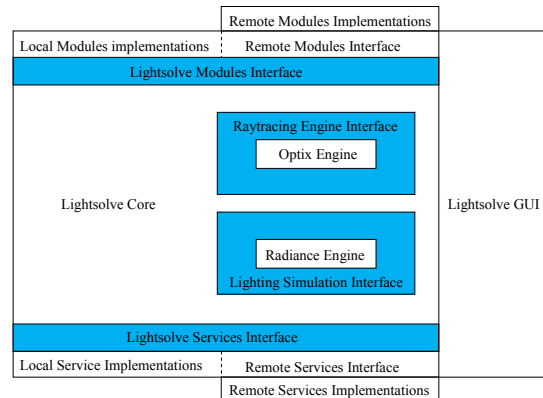 Remote Modules Implementations
Local Modules implementations
Remote Modules Interface
Lightsolve Modules Interface
Raytracing Engine Interface
Optix Engine
Lightsolve Core
Lightsolve GUI
Radiance Engine
Lighting Simulation Interface
Lightsolve Services Interface
Local Service Implementations
Remote Services Interface
Remote Services Implementations